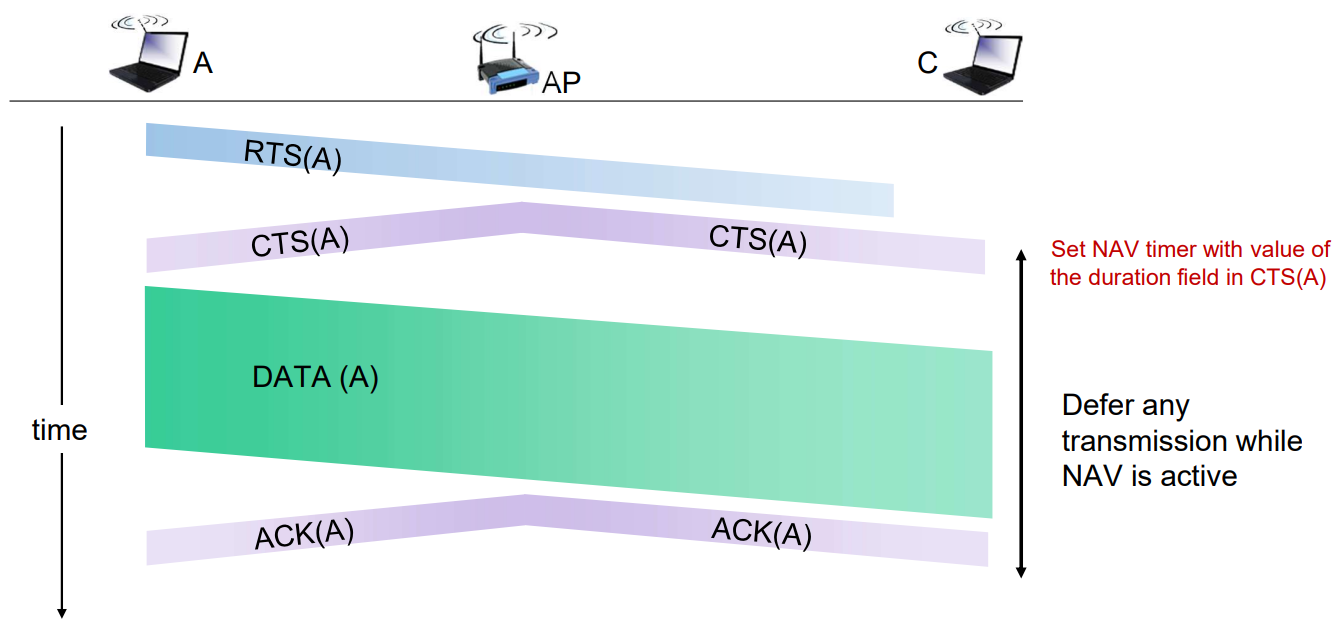 A
AP
C
RTS(A)
CTS(A)
CTS(A)
Set NAV timer with value of
the duration field in CTS(A)
DATA (A)
time
Defer any
transmission while
NAV is active
ACK(A)
ACK(A)